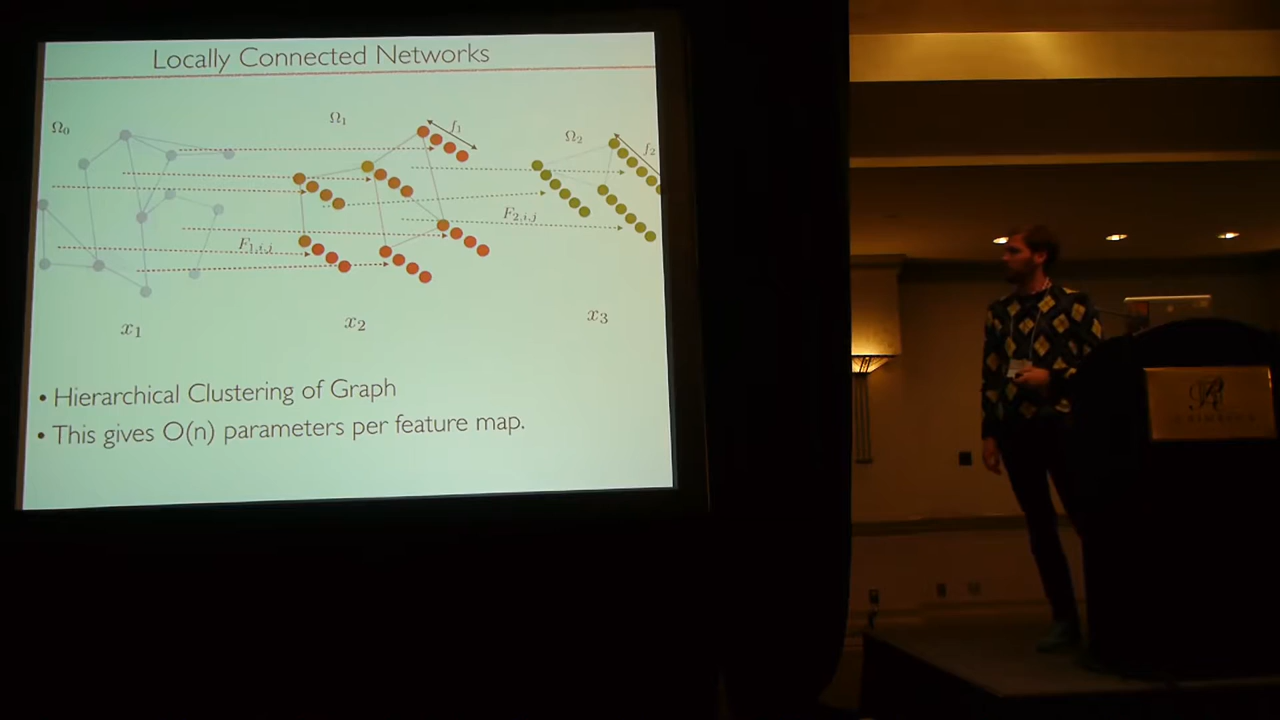 Locally Connected Networks
Ω₀ Ω₁ f₁ Ω₂ f₂
F₁,ᵢ,ⱼ F₂,ᵢ,ⱼ
x₁ x₂ x₃
• Hierarchical Clustering of Graph
• This gives O(n) parameters per feature map.